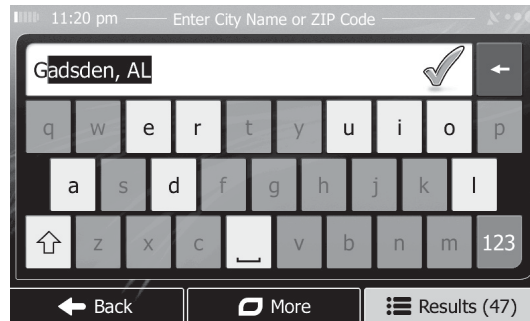 11:20 pm Enter City Name or ZIP Code
Gadsden, AL
q w e r t y u i o p
a s d f g h j k l
z x c v b n m 123
Back More Results (47)